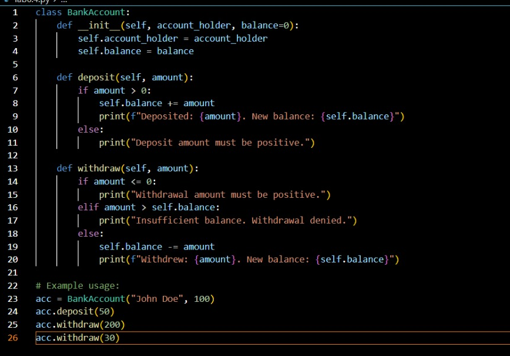 1 class BankAccount:
2     def __init__(self, account_holder, balance=0):
3         self.account_holder = account_holder
4         self.balance = balance
5
6     def deposit(self, amount):
7         if amount > 0:
8             self.balance += amount
9             print(f"Deposited: {amount}. New balance: {self.balance}")
10         else:
11             print("Deposit amount must be positive.")
12
13     def withdraw(self, amount):
14         if amount <= 0:
15             print("Withdrawal amount must be positive.")
16         elif amount > self.balance:
17             print("Insufficient balance. Withdrawal denied.")
18         else:
19             self.balance -= amount
20             print(f"Withdrew: {amount}. New balance: {self.balance}")
21
22 # Example usage:
23 acc = BankAccount("John Doe", 100)
24 acc.deposit(50)
25 acc.withdraw(200)
26 acc.withdraw(30)